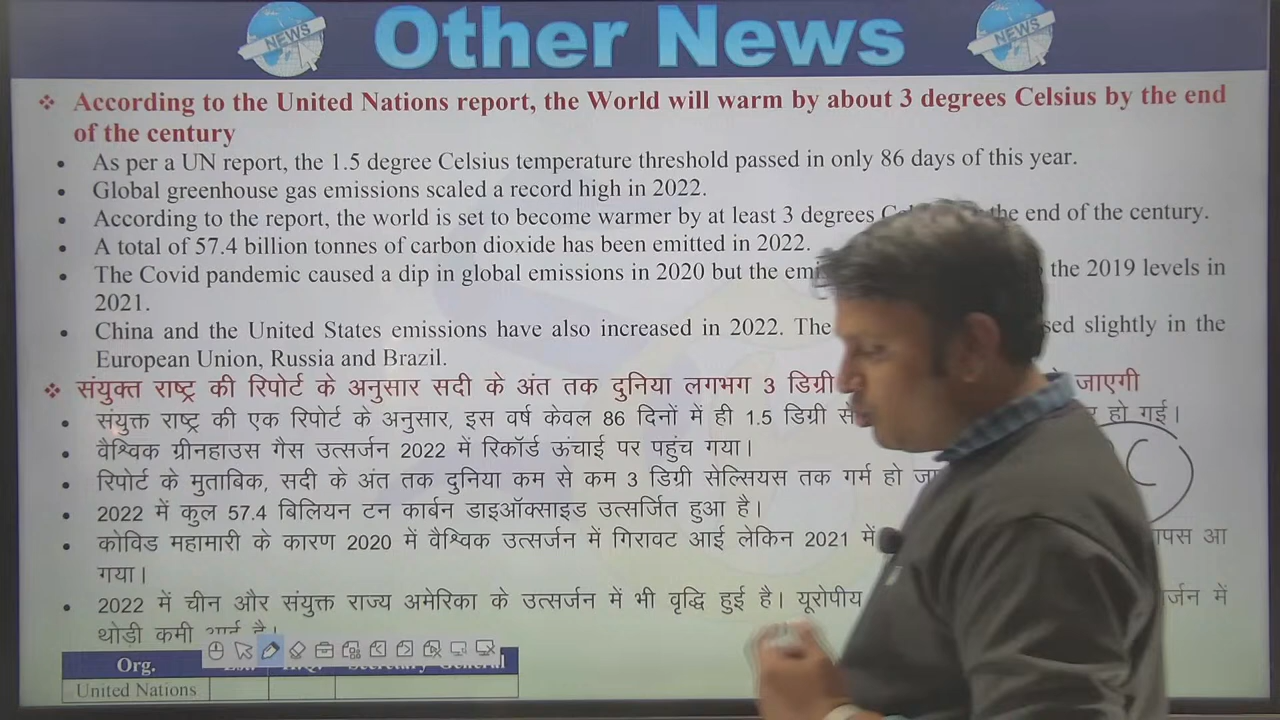 NEWS Other News NEWS
❖ According to the United Nations report, the World will warm by about 3 degrees Celsius by the end
of the century
• As per a UN report, the 1.5 degree Celsius temperature threshold passed in only 86 days of this year.
• Global greenhouse gas emissions scaled a record high in 2022.
• According to the report, the world is set to become warmer by at least 3 degrees the end of the century.
• A total of 57.4 billion tonnes of carbon dioxide has been emitted in 2022.
• The Covid pandemic caused a dip in global emissions in 2020 but the the 2019 levels in
2021.
• China and the United States emissions have also increased in 2022. The slightly in the
European Union, Russia and Brazil.
❖ संयुक्त राष्ट्र की रिपोर्ट के अनुसार सदी के अंत तक दुनिया लगभग 3 डिग्री जाएगी
• संयुक्त राष्ट्र की एक रिपोर्ट के अनुसार, इस वर्ष केवल 86 दिनों में ही 1.5 डिग्री हो गई।
• वैश्विक ग्रीनहाउस गैस उत्सर्जन 2022 में रिकॉर्ड ऊंचाई पर पहुंच गया।
C
• रिपोर्ट के मुताबिक, सदी के अंत तक दुनिया कम से कम 3 डिग्री सेल्सियस तक गर्म हो
• 2022 में कुल 57.4 बिलियन टन कार्बन डाइऑक्साइड उत्सर्जित हुआ है।
• कोविड महामारी के कारण 2020 में वैश्विक उत्सर्जन में गिरावट आई लेकिन 2021 में आ
गया।
• 2022 में चीन और संयुक्त राज्य अमेरिका के उत्सर्जन में भी वृद्धि हुई है। यूरोपीय में
थोड़ी कमी आई है।
Org.
United Nations